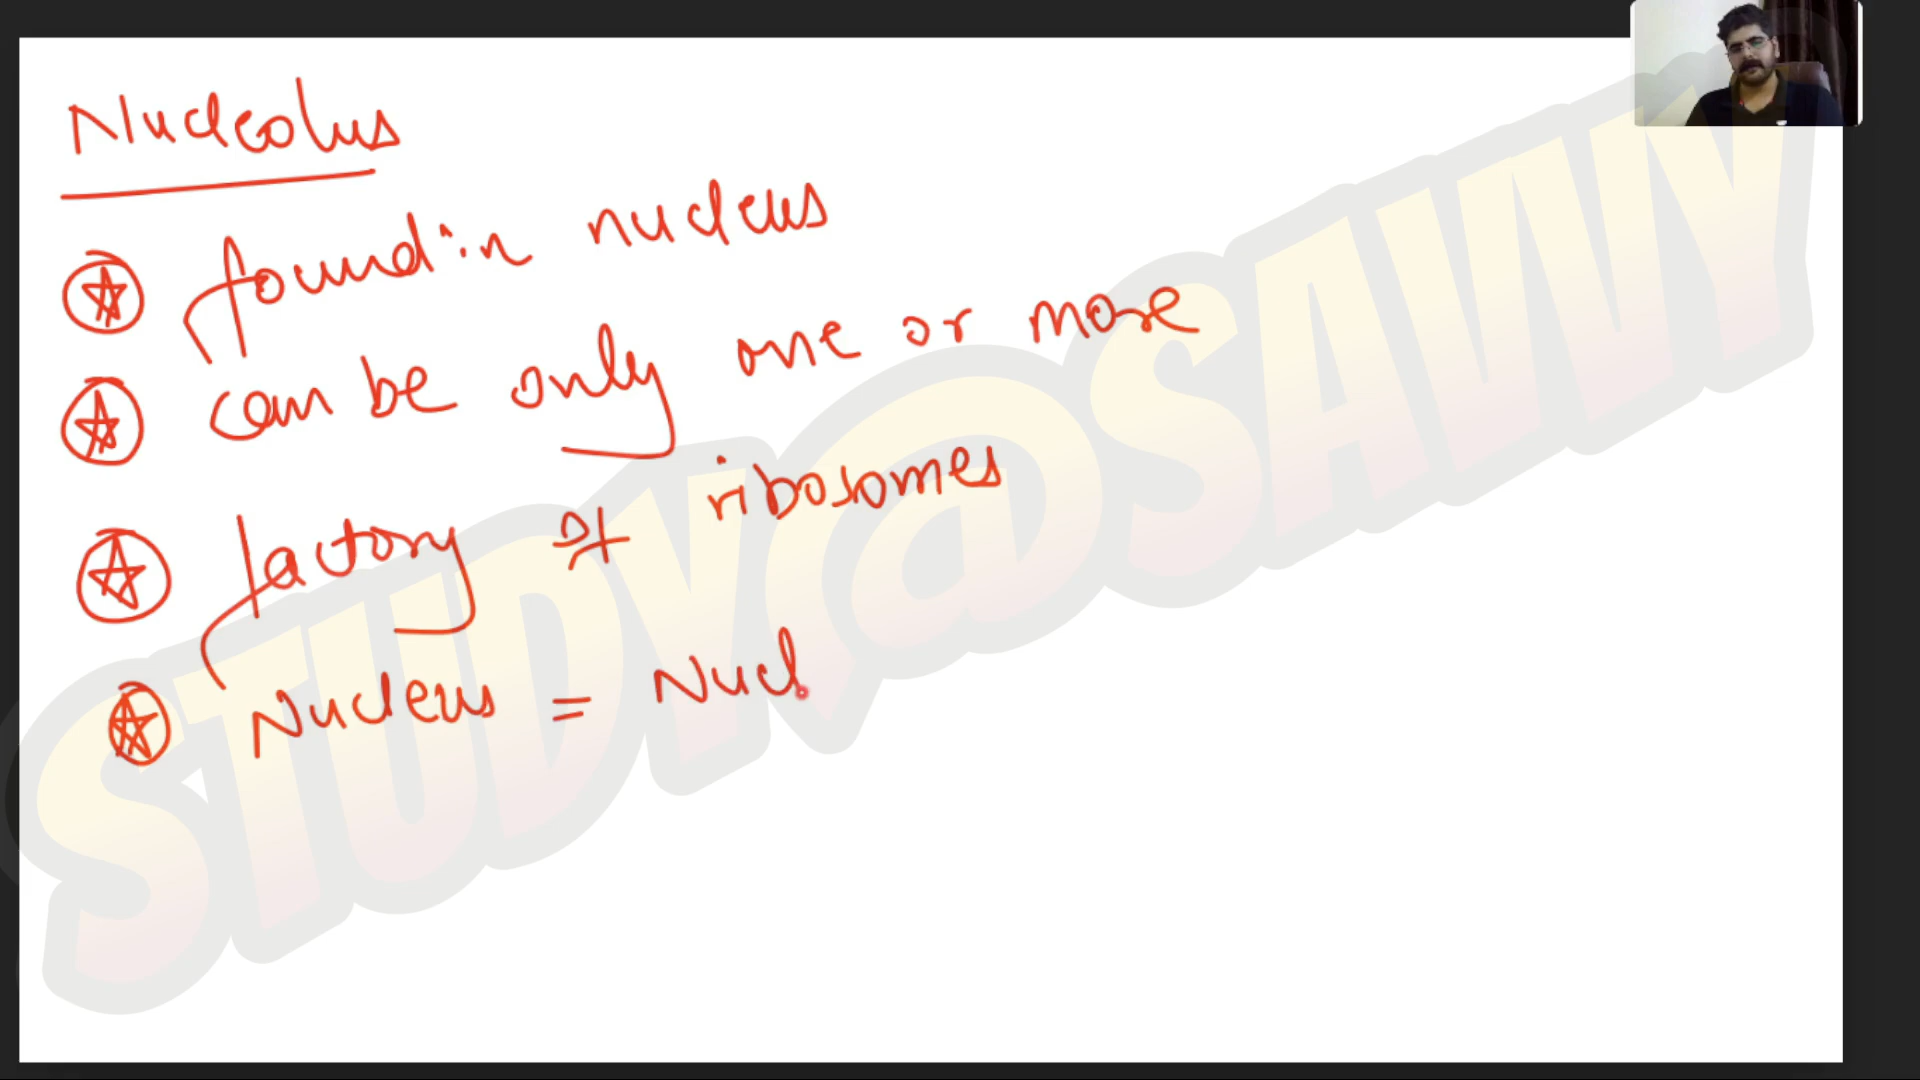 Nucleolus
found in nucleus
can be only one or more
factory of ribosomes
Nucleus = Nucl
STUDY@SAVVY